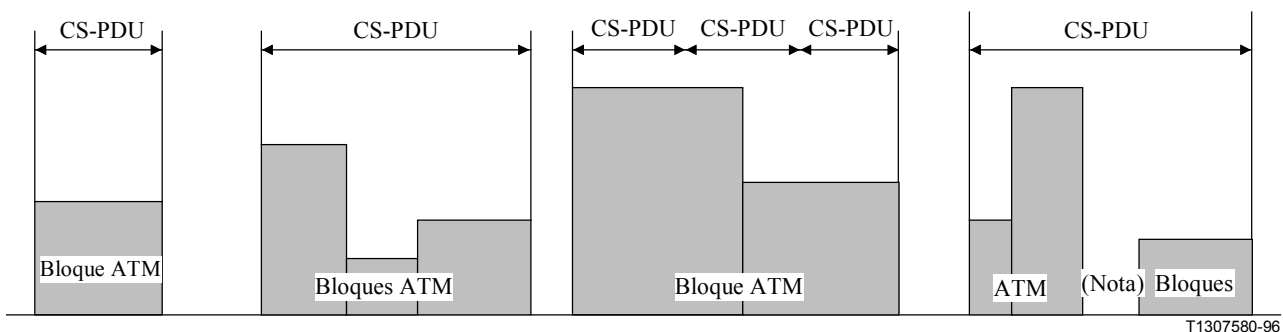 CS-PDU
CS-PDU
CS-PDU
CS-PDU
CS-PDU
CS-PDU
Bloque ATM
Bloques ATM
Bloque ATM
ATM
(Nota)
Bloques
T1307580-96